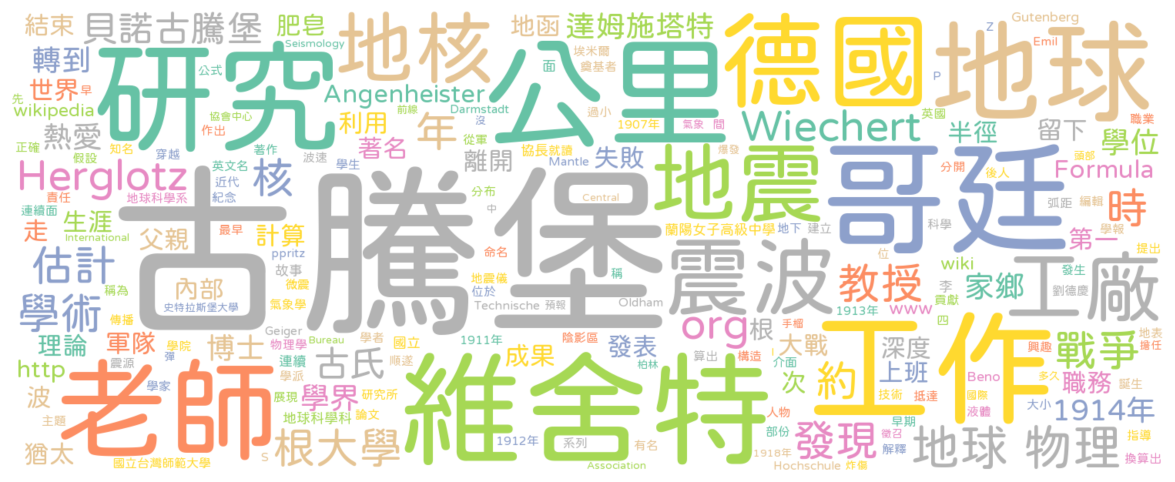 結束 貝諾古騰堡 肥皂 地核 地函 達姆施塔特 Gutenberg
Seismology 埃米爾 Z Emil
轉到 研究 公里 面 奠基者 德國 地球
世界 早 公式 Angenheister 前線 Darmstadt P
先 wikipedia 協會中心 利用 年 沒 過小 氣象 間 英國 職業
正確 熱愛 作出 1907年 Wiechert 半徑 留下 學位
假設 知名 著名 離開 協長就讀 失敗 爆發 分開 頭部
Herglotz 穿越 著作 波速 從軍 Mantle 地震 哥廷 後人 Formula
責任 地球科學系 英文名 近代 紀念 核 學生 分布 古騰堡 Central 弧距 編輯 時
連續面 生涯 最早 計算 中 蘭陽女子高級中學 地下 建立 科學 第一 學報
走 International 父親 ppritz 命名 震波 位 提出
估計 內部 故事 微震 地震儀 稱 教授 wiki 家鄉 發生 工廠
稱為 氣象學 位於 Oldham 李 貢獻 劉德慶
學術 史特拉斯堡大學 Technische 預報 www 1913年 四
傳播 軍隊 Geiger 學者 國立 陰影區 org 根 手榴 地表
理論 學院 博士 物理學 Bureau 1911年 成果 發表 大戰 深度 工作 興趣 擔任
http 震源 彈 連續 古氏 順遂 柏林 算出 構造 上班 戰爭
老師 學家 學派 維舍特 介面 次 約 Beno 多久 誕生
波 展現 學界 研究所 技術 抵達 國際 職務
主題 地球科學科 論文 人物 液體 大小 1914年
猶太 S 根大學 1912年 系列 有名 部份 發現 早期 徵召 地球 物理 指導
國立台灣師範大學 Association 1918年 解釋 換算出
Hochschule 炸傷